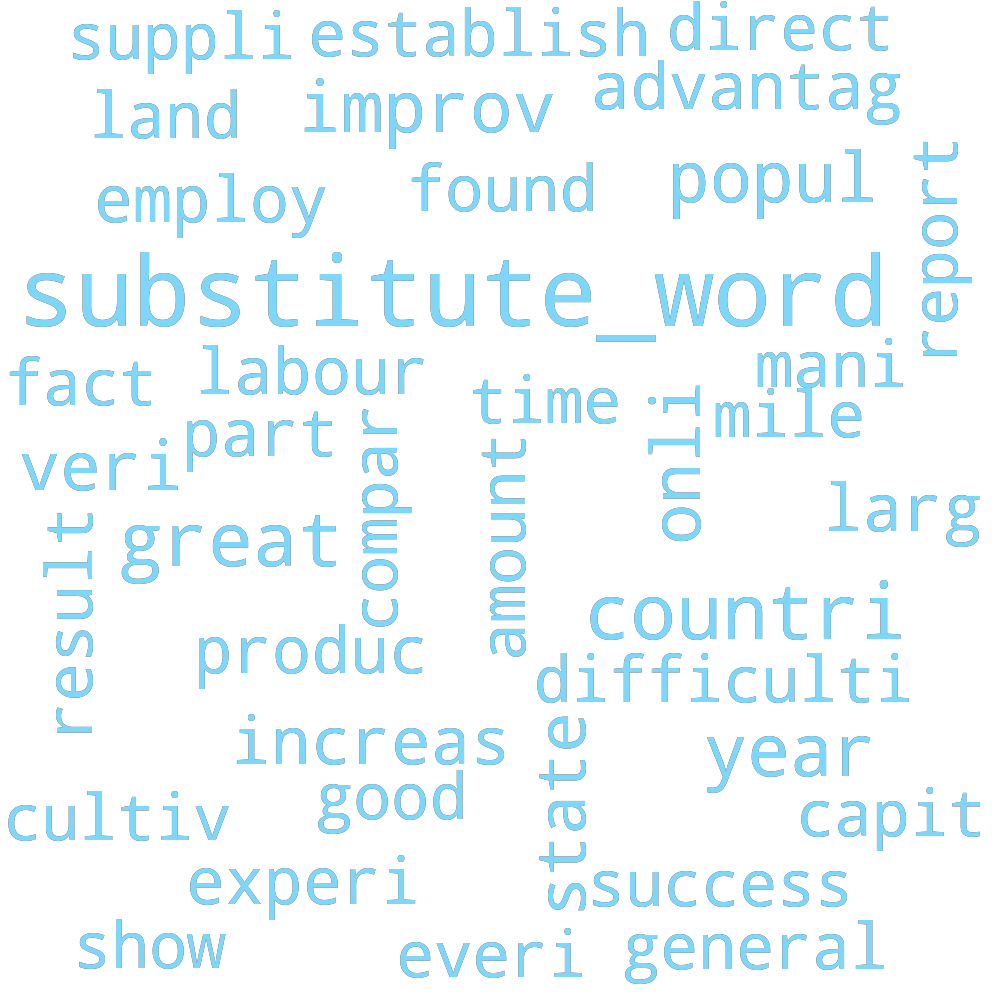 suppli establish direct
land improv advantag
employ found popul report
substitute_word
fact labour time mani
veri part compar amount onli mile
result great larg
produc countri
difficulti
increas state year
cultiv good capit
experi success
show everi general